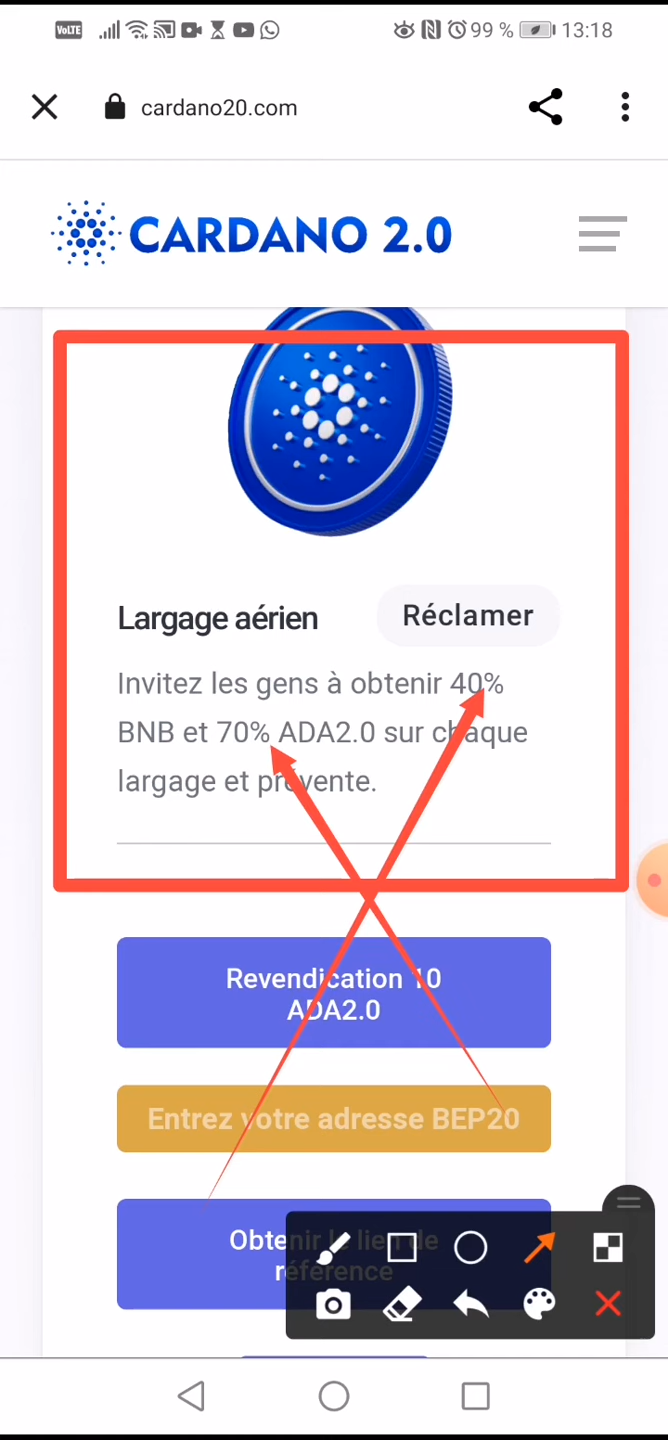 VoLTE
99 %
13:18
cardano20.com
CARDANO 2.0
Largage aérien
Réclamer
Invitez les gens à obtenir 40%
BNB et 70% ADA2.0 sur chaque
largage et prévente.
Revendication 10
ADA2.0
Entrez votre adresse BEP20
Obtenir le lien de
référence